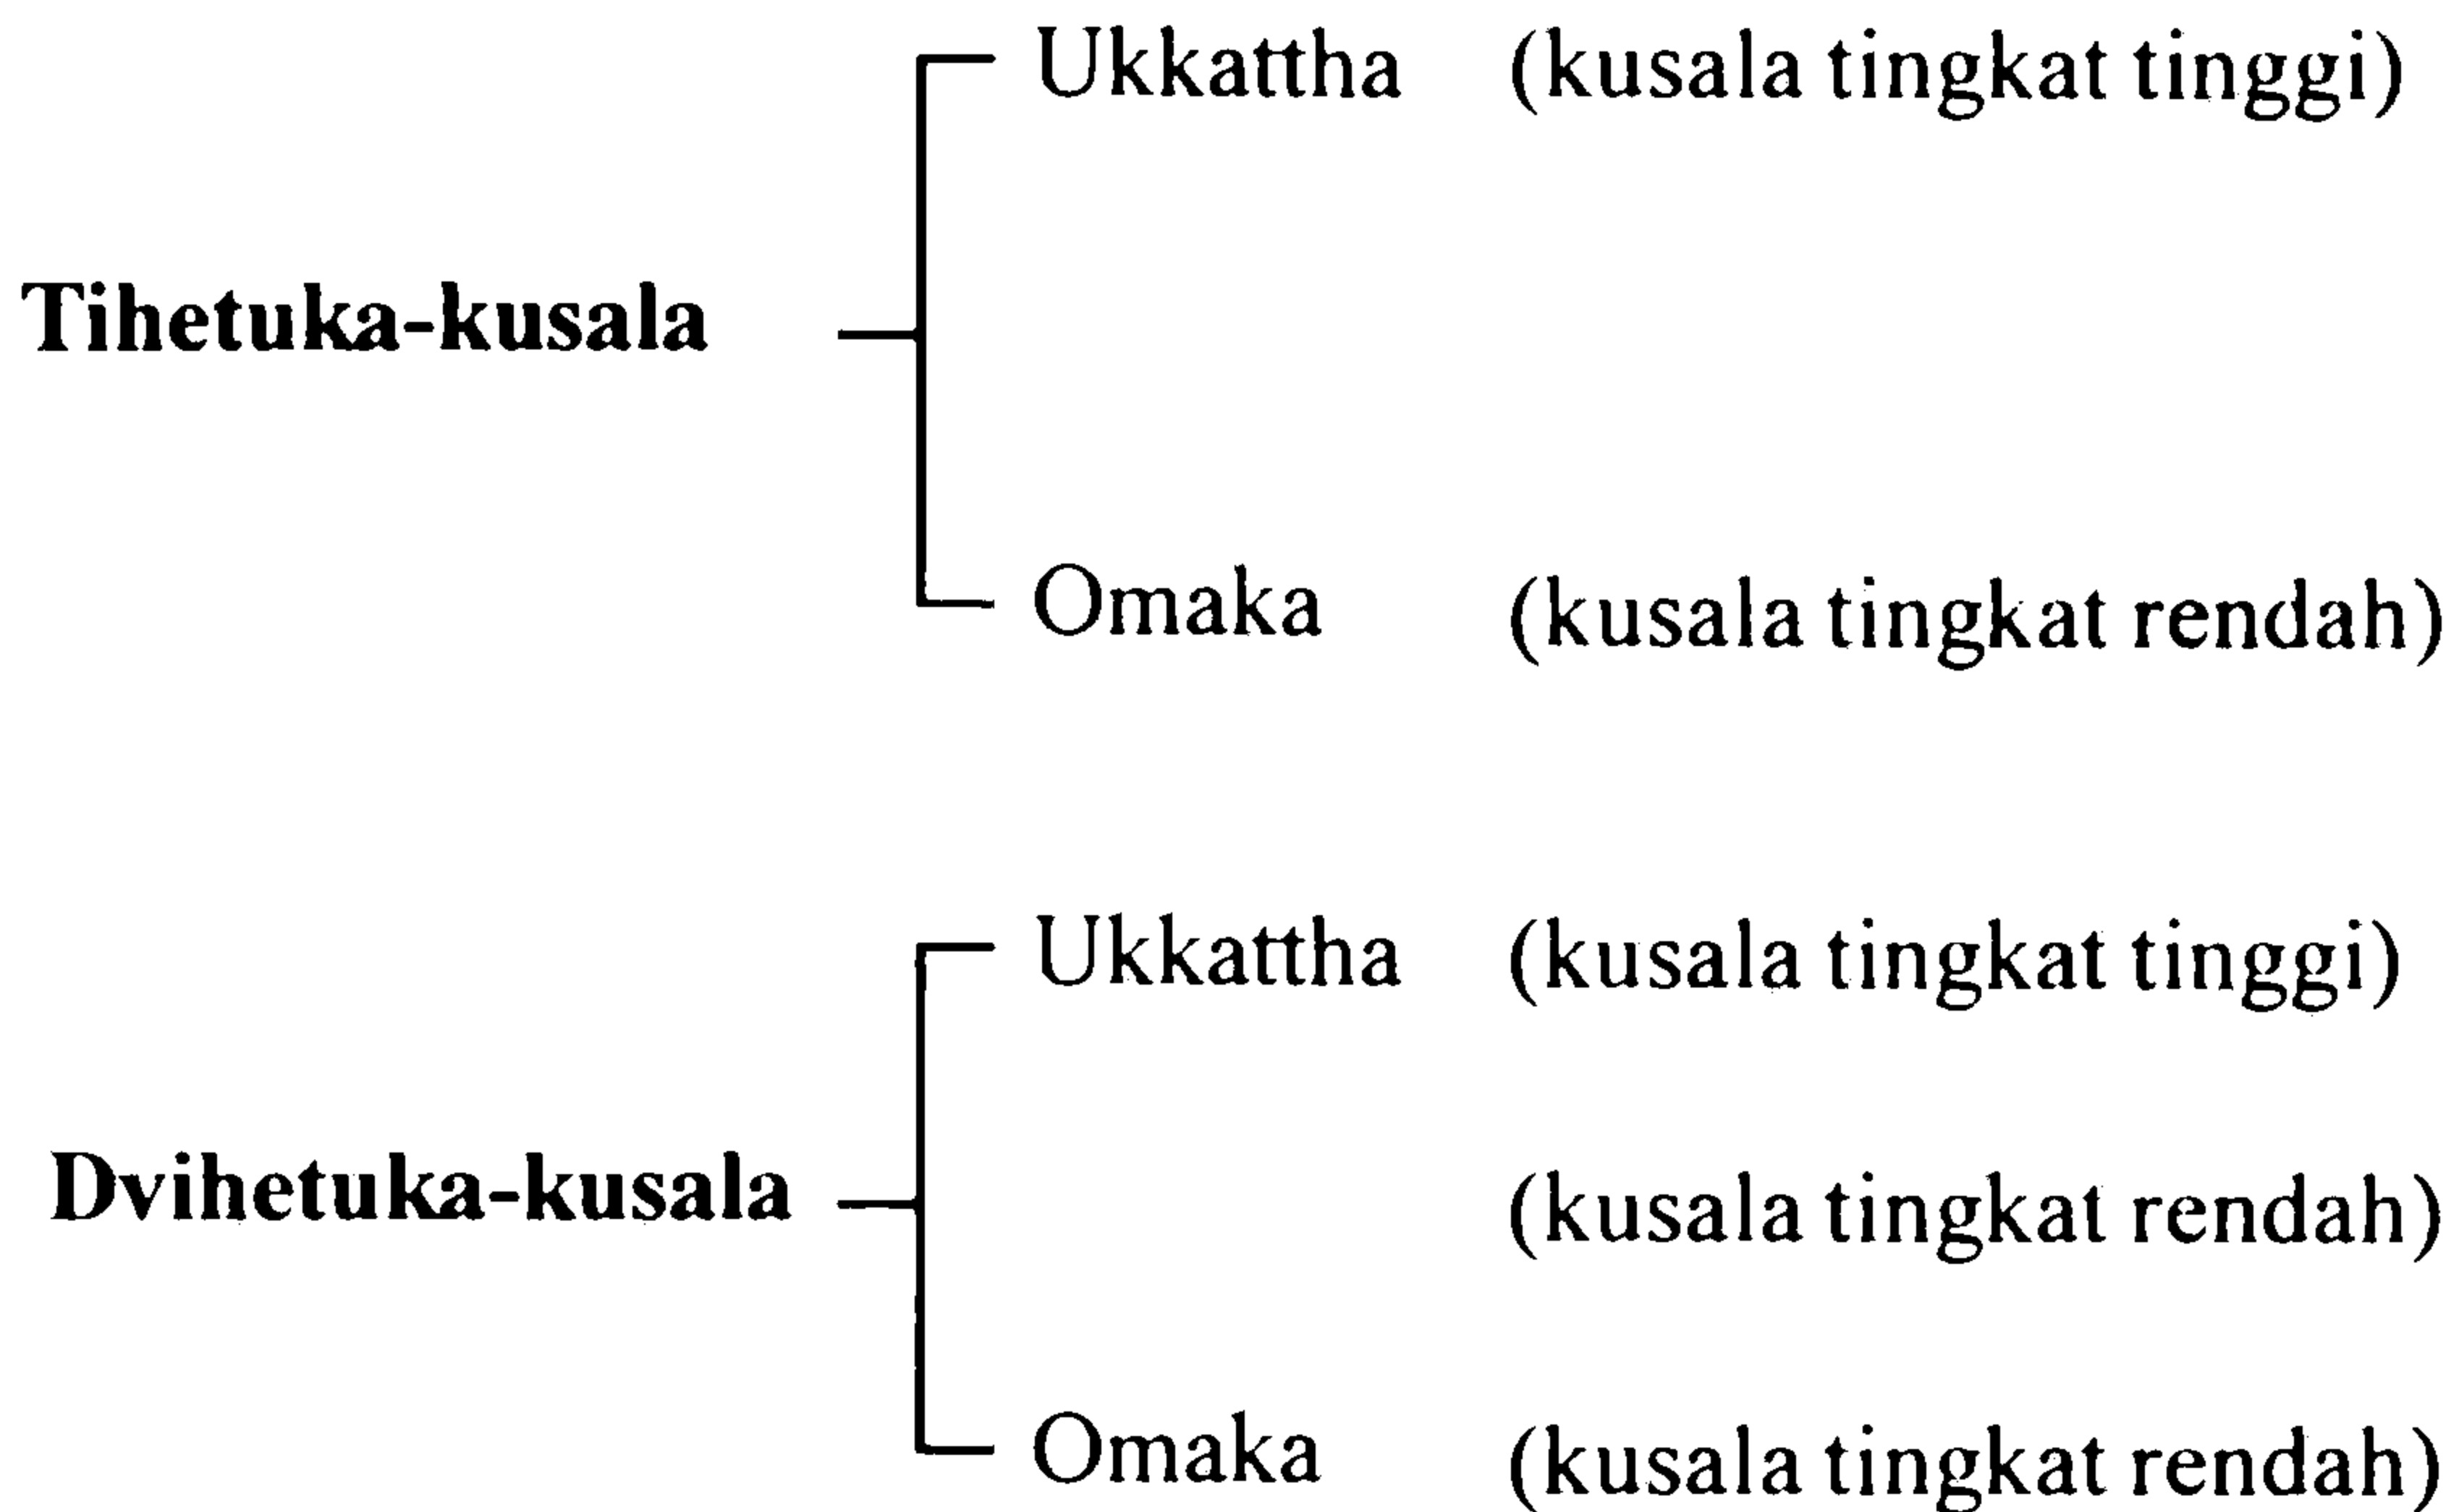 Ukkattha (kusala tingkat tinggi)
Tihetuka-kusala
Omaka (kusala tingkat rendah)
Ukkattha (kusala tingkat tinggi)
Dvihetuka-kusala (kusala tingkat rendah)
Omaka (kusala tingkat rendah)